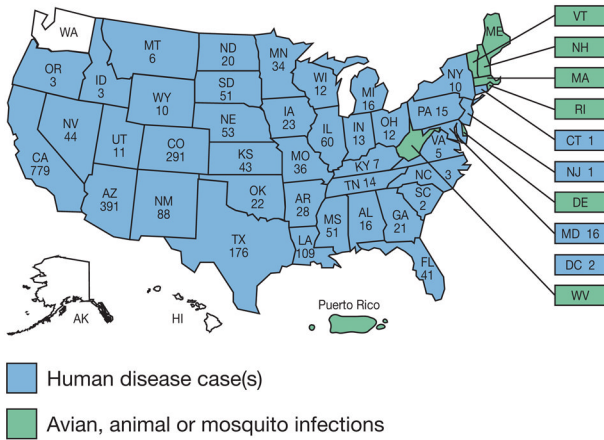 WA
MT
6
ND
20
MN
34
OR
3
ID
3
WY
10
SD
51
WI
12
MI
16
NY
10
ME
VT
NH
MA
RI
CT 1
NJ 1
DE
MD 16
DC 2
WV
NV
44
UT
11
CO
291
NE
53
IA
23
IL
60
IN
13
OH
12
PA 15
VA
5
CA
779
AZ
391
NM
88
KS
43
MO
36
KY 7
TN 14
NC
3
SC
2
OK
22
AR
28
TX
176
LA
109
MS
51
AL
16
GA
21
FL
41
AK
HI
Puerto Rico
Human disease case(s)
Avian, animal or mosquito infections